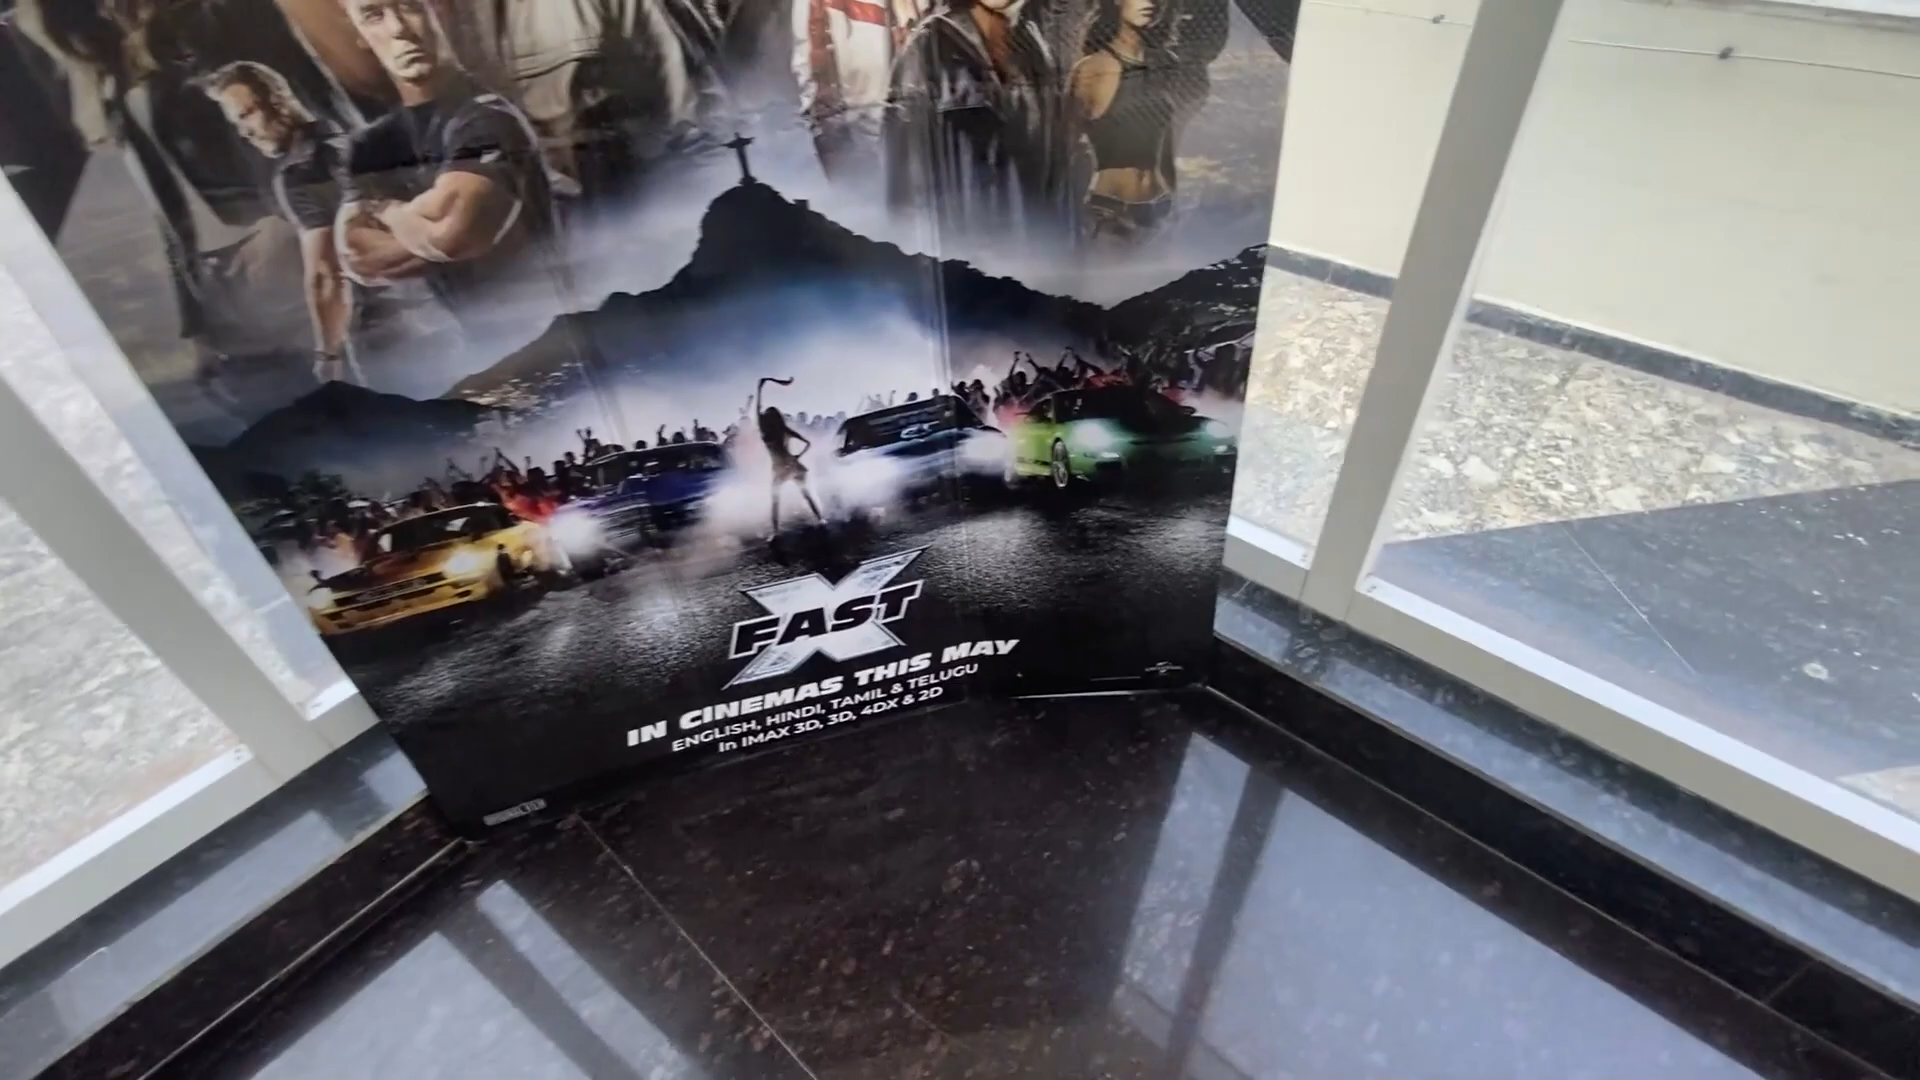 FAST X
IN CINEMAS THIS MAY
ENGLISH, HINDI, TAMIL & TELUGU
In IMAX 3D, 3D, 4DX & 2D